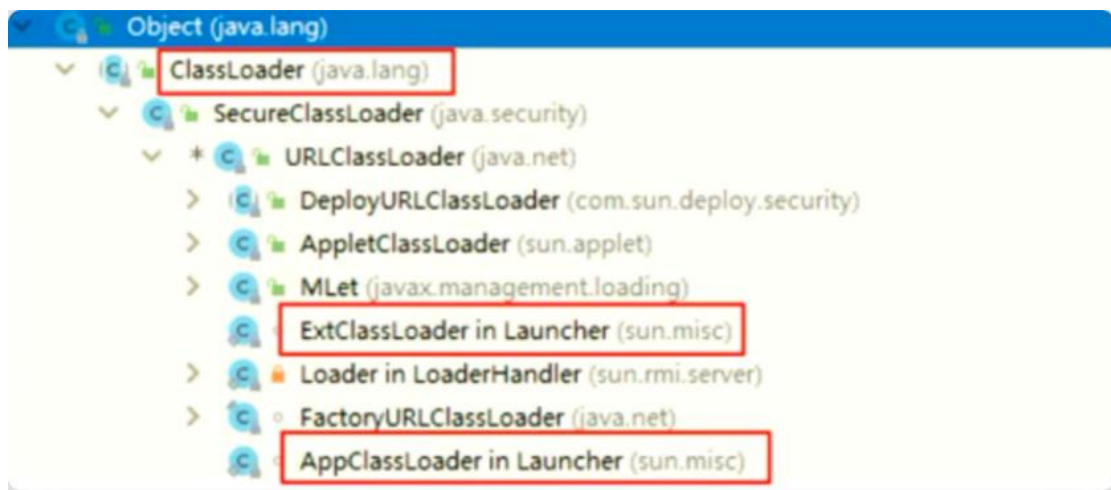 Object (java.lang)
ClassLoader (java.lang)
SecureClassLoader (java.security)
* URLClassLoader (java.net)
DeployURLClassLoader (com.sun.deploy.security)
AppletClassLoader (sun.applet)
MLet (javax.management.loading)
ExtClassLoader in Launcher (sun.misc)
Loader in LoaderHandler (sun.rmi.server)
FactoryURLClassLoader (java.net)
AppClassLoader in Launcher (sun.misc)